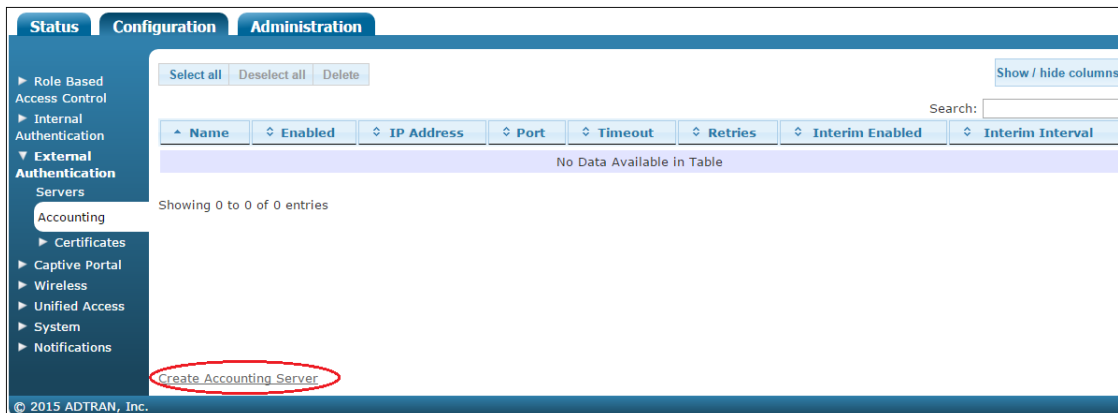 Status Configuration Administration
Select all Deselect all Delete
Show / hide columns
Search:
▶ Role Based
Access Control
▶ Internal
Authentication
▼ External
Authentication
Servers
Accounting
▶ Certificates
▶ Captive Portal
▶ Wireless
▶ Unified Access
▶ System
▶ Notifications
Name Enabled IP Address Port Timeout Retries Interim Enabled Interim Interval
No Data Available in Table
Showing 0 to 0 of 0 entries
Create Accounting Server
© 2015 ADTRAN, Inc.